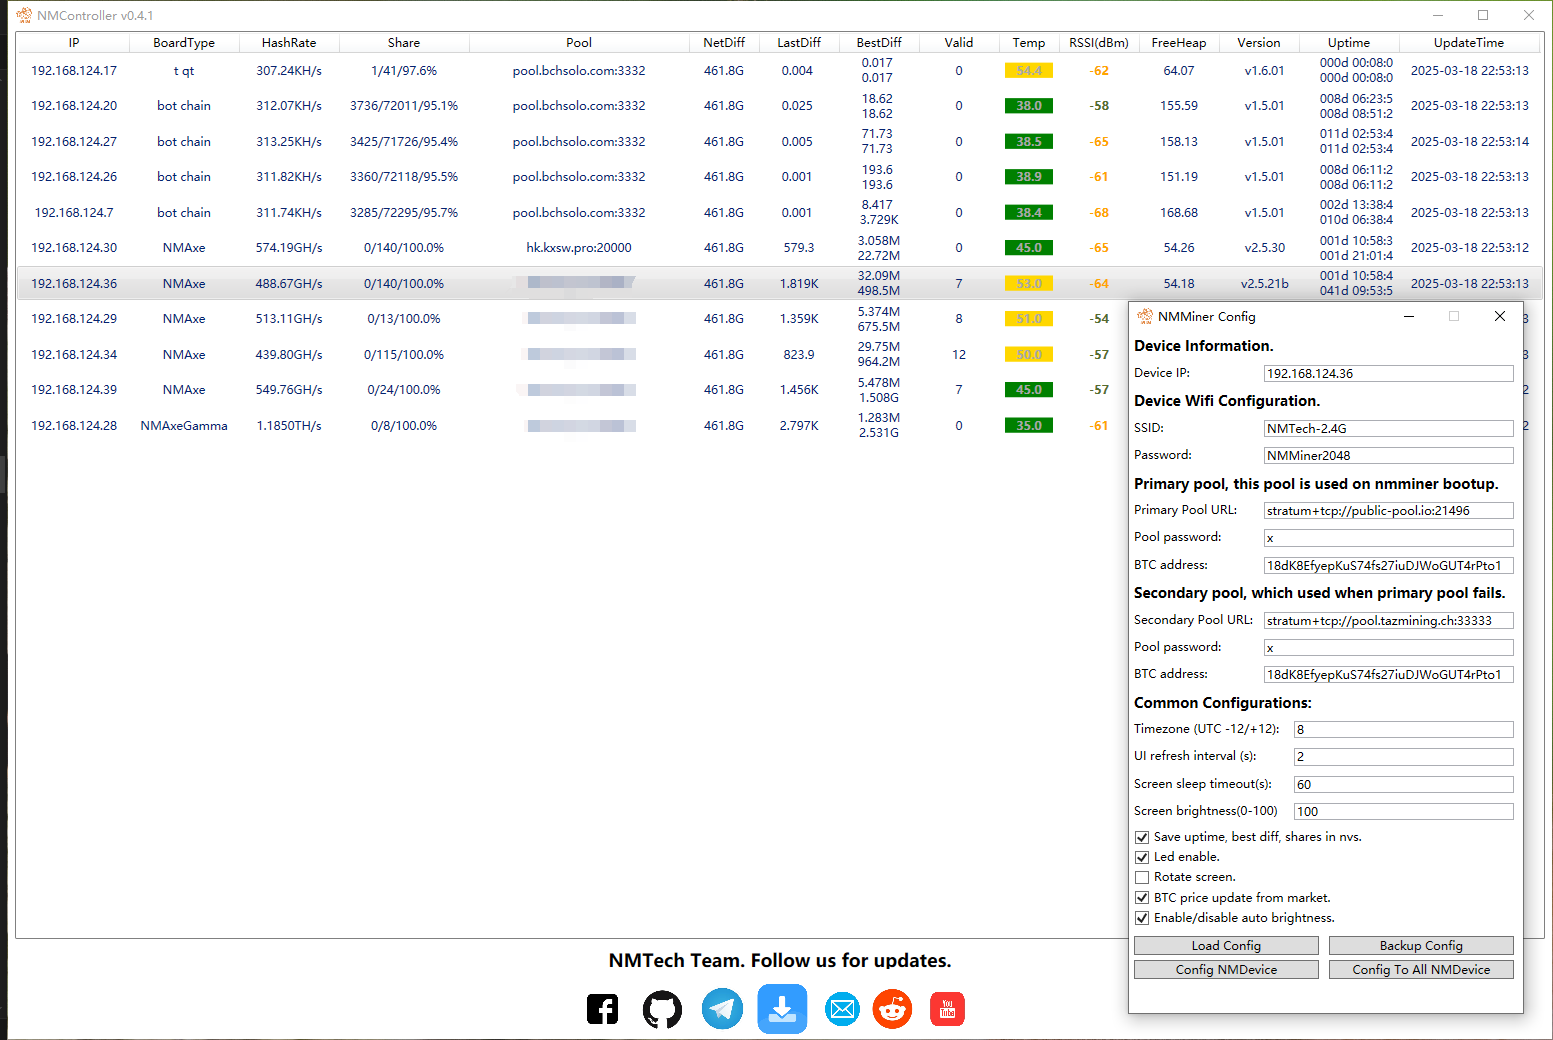 NMController v0.4.1
IP BoardType HashRate Share Pool NetDiff LastDiff BestDiff Valid Temp RSSI(dBm) FreeHeap Version Uptime UpdateTime
192.168.124.17 t qt 307.24KH/s 1/41/97.6% pool.bchsolo.com:3332 461.8G 0.004 0.017 0.017 0 54.4 -62 64.07 v1.6.01 000d 00:08:0 000d 00:08:0 2025-03-18 22:53:13
192.168.124.20 bot chain 312.07KH/s 3736/72011/95.1% pool.bchsolo.com:3332 461.8G 0.025 18.62 18.62 0 38.0 -58 155.59 v1.5.01 008d 06:23:5 008d 08:51:2 2025-03-18 22:53:13
192.168.124.27 bot chain 313.25KH/s 3425/71726/95.4% pool.bchsolo.com:3332 461.8G 0.005 71.73 71.73 0 38.5 -65 158.13 v1.5.01 011d 02:53:4 011d 02:53:4 2025-03-18 22:53:14
192.168.124.26 bot chain 311.82KH/s 3360/72118/95.5% pool.bchsolo.com:3332 461.8G 0.001 193.6 193.6 0 38.9 -61 151.19 v1.5.01 008d 06:11:2 008d 06:11:2 2025-03-18 22:53:13
192.168.124.7 bot chain 311.74KH/s 3285/72295/95.7% pool.bchsolo.com:3332 461.8G 0.001 8.417 3.729K 0 38.4 -68 168.68 v1.5.01 002d 13:38:4 010d 06:38:4 2025-03-18 22:53:13
192.168.124.30 NMAxe 574.19GH/s 0/140/100.0% hk.kxsw.pro:20000 461.8G 579.3 3.058M 22.72M 0 45.0 -65 54.26 v2.5.30 001d 10:58:3 001d 21:01:4 2025-03-18 22:53:12
192.168.124.36 NMAxe 488.67GH/s 0/140/100.0% 461.8G 1.819K 32.09M 498.5M 7 53.0 -64 54.18 v2.5.21b 001d 10:58:4 041d 09:53:5 2025-03-18 22:53:13
192.168.124.29 NMAxe 513.11GH/s 0/13/100.0% 461.8G 1.359K 5.374M 675.5M 8 51.0 -54 3
192.168.124.34 NMAxe 439.80GH/s 0/115/100.0% 461.8G 823.9 29.75M 964.2M 12 50.0 -57 3
192.168.124.39 NMAxe 549.76GH/s 0/24/100.0% 461.8G 1.456K 5.478M 1.508G 7 45.0 -57 2
192.168.124.28 NMAxeGamma 1.1850TH/s 0/8/100.0% 461.8G 2.797K 1.283M 2.531G 0 35.0 -61 2
NMMiner Config
Device Information.
Device IP: 192.168.124.36
Device Wifi Configuration.
SSID: NMTech-2.4G
Password: NMMiner2048
Primary pool, this pool is used on nmminer bootup.
Primary Pool URL: stratum+tcp://public-pool.io:21496
Pool password: x
BTC address: 18dK8EfyepKuS74fs27iuDJWoGUT4rPto1
Secondary pool, which used when primary pool fails.
Secondary Pool URL: stratum+tcp://pool.tazmining.ch:33333
Pool password: x
BTC address: 18dK8EfyepKuS74fs27iuDJWoGUT4rPto1
Common Configurations:
Timezone (UTC -12/+12): 8
UI refresh interval (s): 2
Screen sleep timeout(s): 60
Screen brightness(0-100) 100
Save uptime, best diff, shares in nvs.
Led enable.
Rotate screen.
BTC price update from market.
Enable/disable auto brightness.
Load Config Backup Config
Config NMDevice Config To All NMDevice
NMTech Team. Follow us for updates.
You Tube